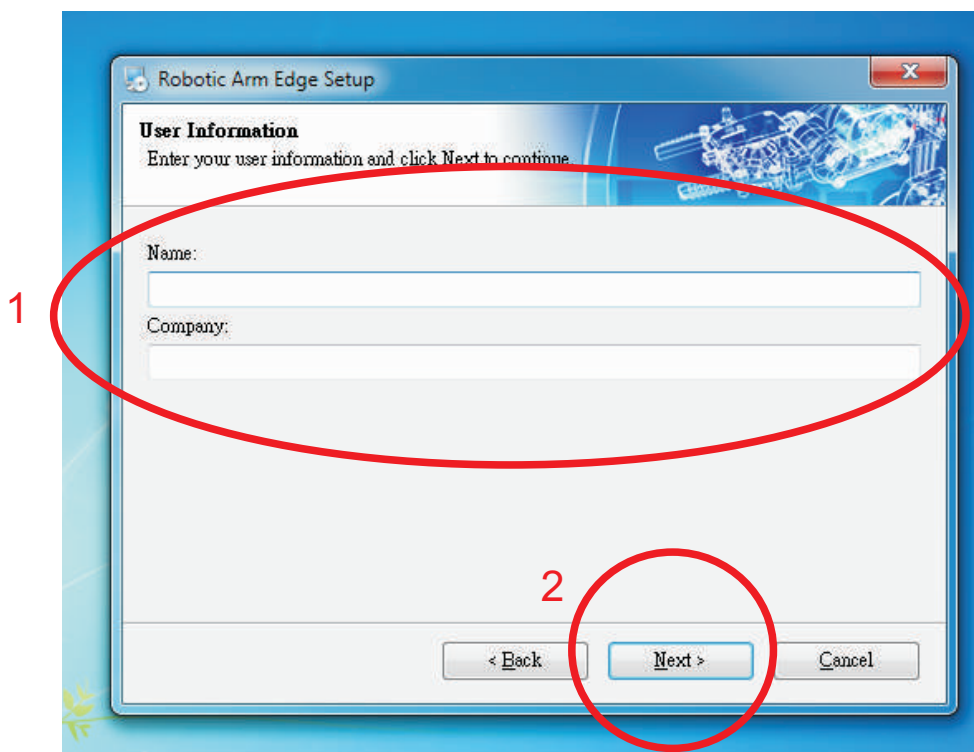 Robotic Arm Edge Setup
User Information
Enter your user information and click Next to continue.
1
Name:
Company:
2
< Back
Next >
Cancel